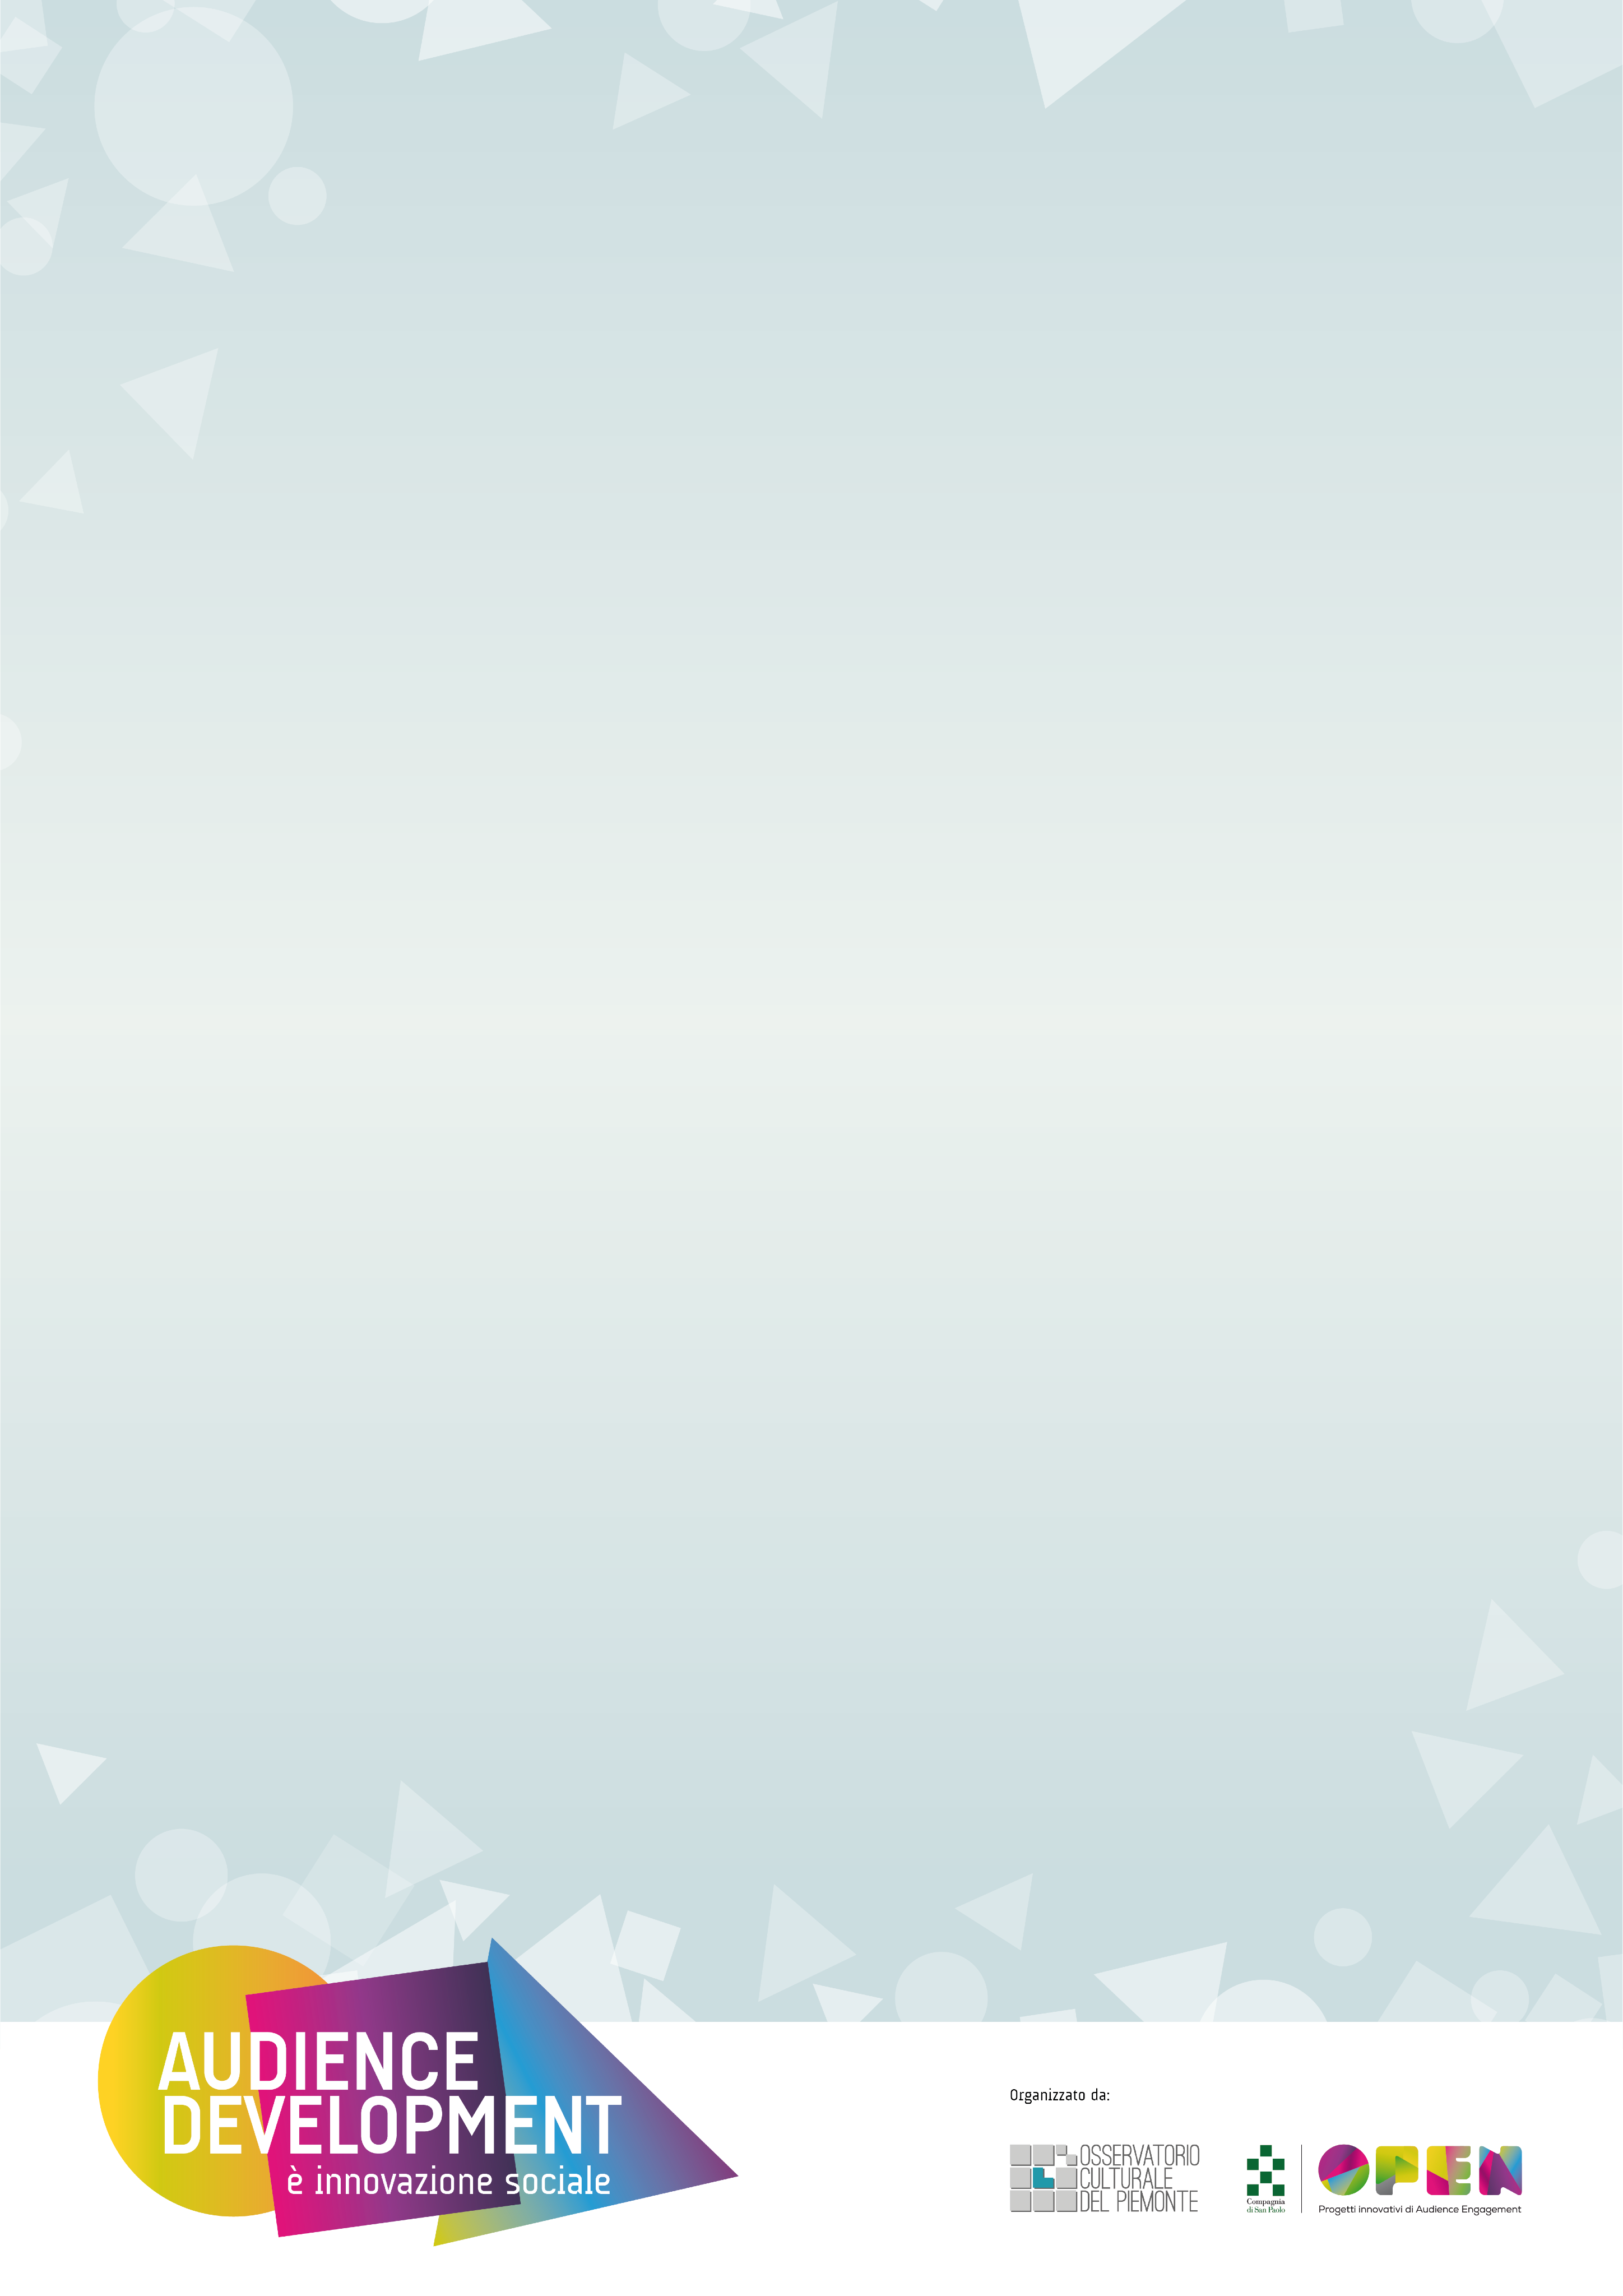 AUDIENCE
DEVELOPMENT
è innovazione sociale
Organizzato da:
OSSERVATORIO
CULTURALE
DEL PIEMONTE
Compagnia
di San Paolo
OPEN
Progetti innovativi di Audience Engagement